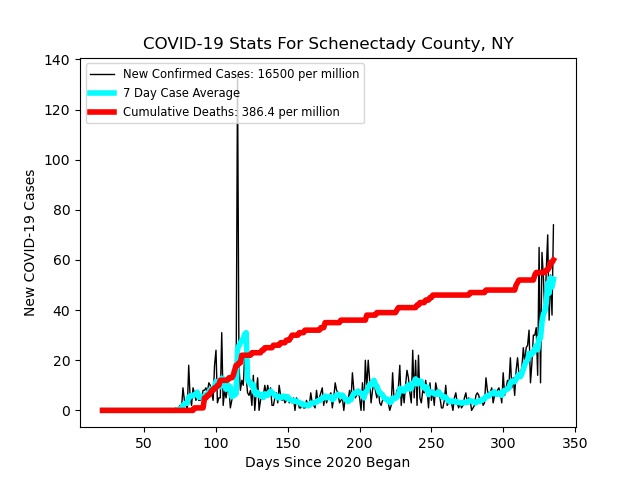 COVID-19 Stats For Schenectady County, NY
New Confirmed Cases: 16500 per million
7 Day Case Average
Cumulative Deaths: 386.4 per million
New COVID-19 Cases
140
120
100
80
60
40
20
0
50
100
150
200
250
300
350
Days Since 2020 Began